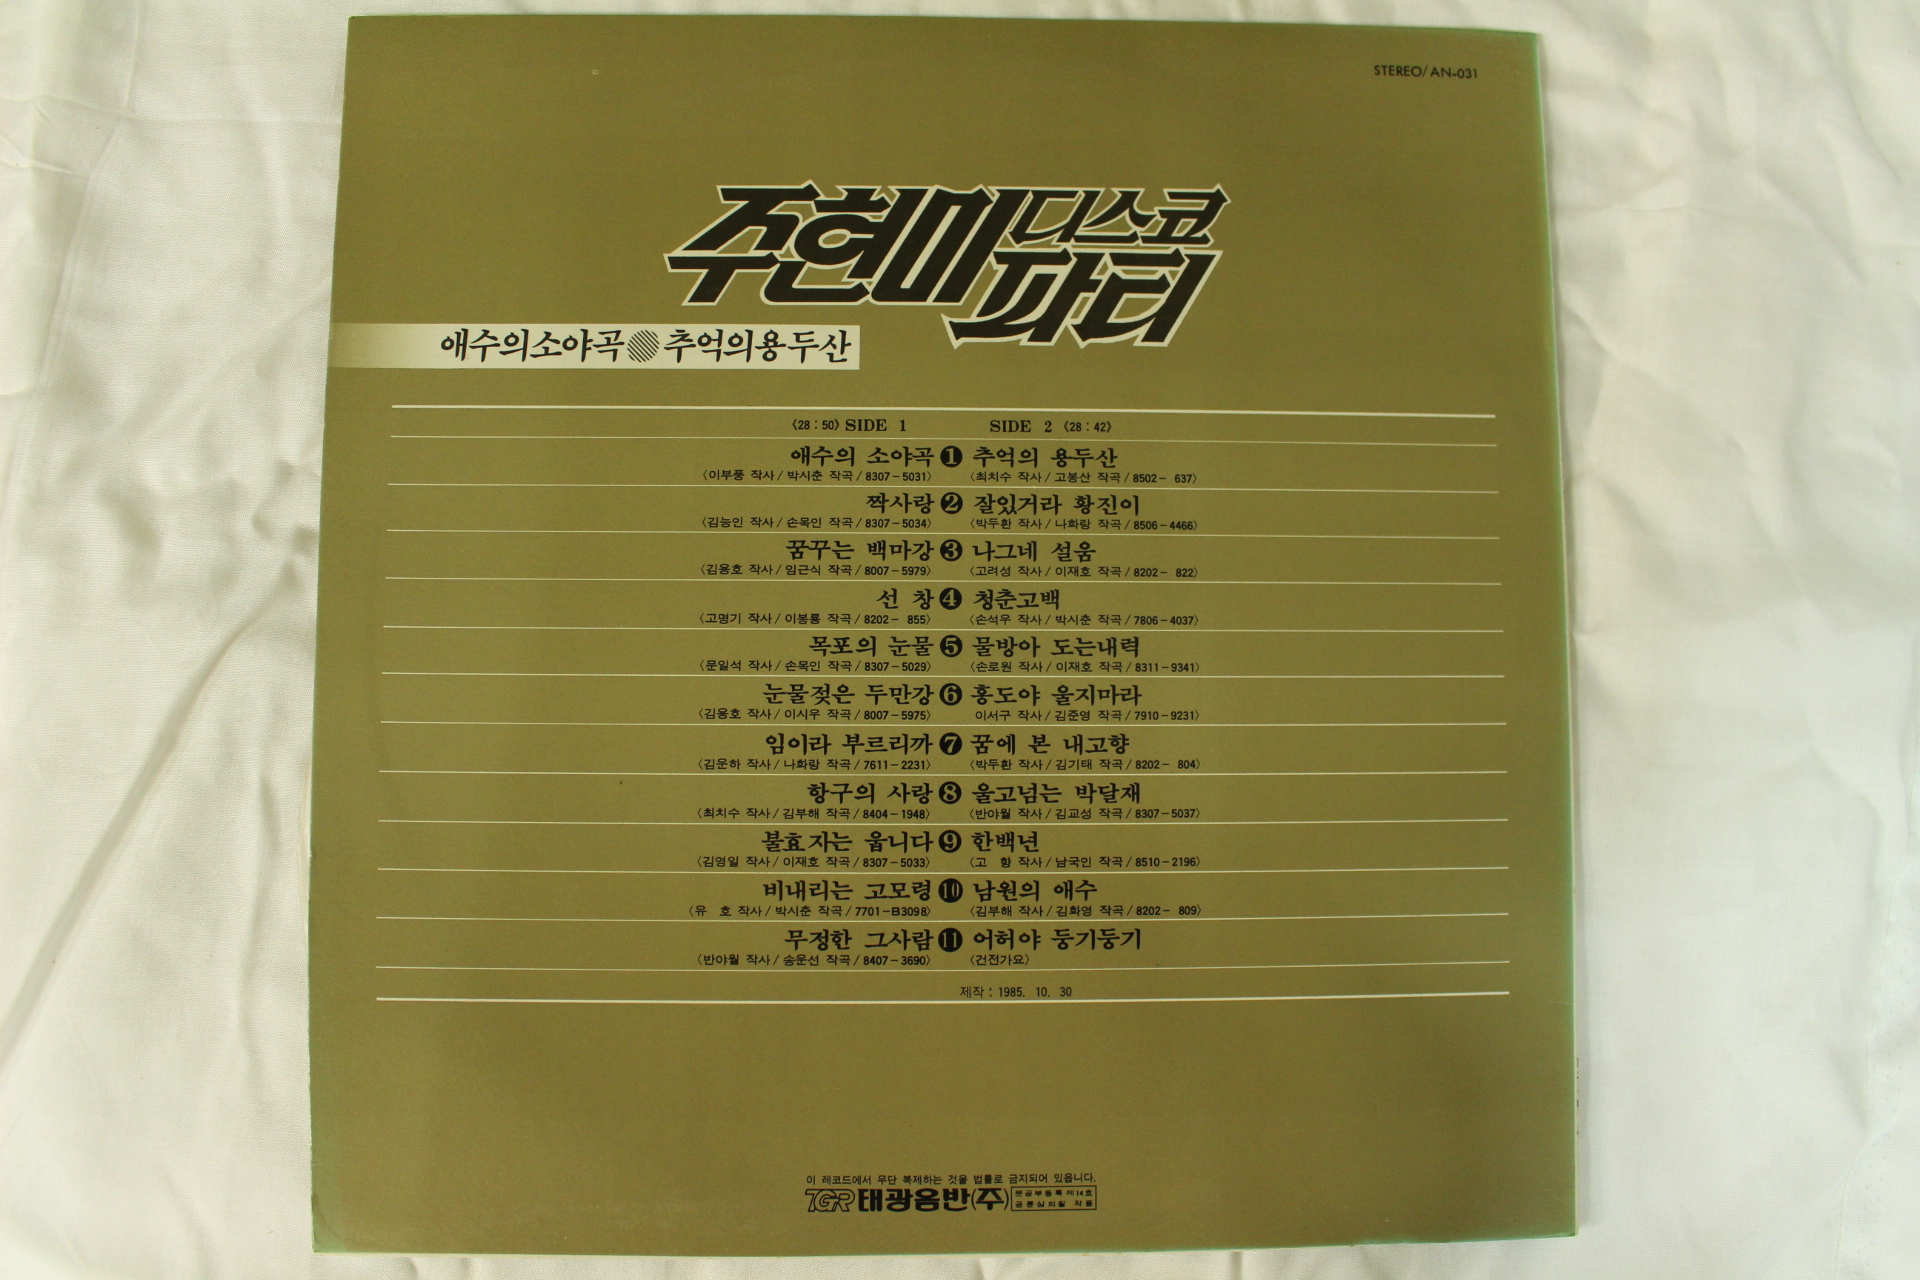 STEREO/AN-031
주현미 디스코 파티
애수의소야곡 추억의용두산
《28:50》 SIDE 1
애수의 소야곡 1
〈이부풍 작사/박시춘 작곡/8307-5031〉
짝사랑 2
〈김능인 작사/손목인 작곡/8307-5034〉
꿈꾸는 백마강 3
〈김용호 작사/임근식 작곡/8007-5979〉
선 창 4
〈고명기 작사/이봉룡 작곡/8202- 855〉
목포의 눈물 5
〈문일석 작사/손목인 작곡/8307-5029〉
눈물젖은 두만강 6
〈김용호 작사/이시우 작곡/8007-5975〉
임이라 부르리까 7
〈김운하 작사/나화랑 작곡/7611-2231〉
항구의 사랑 8
〈최치수 작사/김부해 작곡/8404-1948〉
불효자는 웁니다 9
〈김영일 작사/이재호 작곡/8307-5033〉
비내리는 고모령 10
〈유 호 작사/박시춘 작곡/7701-B3098〉
무정한 그사람 11
〈반야월 작사/송운선 작곡/8407-3690〉
SIDE 2 《28:42》
추억의 용두산
〈최치수 작사/고봉산 작곡/8502- 637〉
잘있거라 황진이
〈박두환 작사/나화랑 작곡/8506-4466〉
나그네 설움
〈고려성 작사/이재호 작곡/8202- 822〉
청춘고백
〈손석우 작사/박시춘 작곡/7806-4037〉
물방아 도는내력
〈손로원 작사/이재호 작곡/8311-9341〉
홍도야 울지마라
이서구 작사/김준영 작곡/7910-9231〉
꿈에 본 내고향
〈박두환 작사/김기태 작곡/8202- 804〉
울고넘는 박달재
〈반야월 작사/김교성 작곡/8307-5037〉
한백년
〈고 향 작사/남국인 작곡/8510-2196〉
남원의 애수
〈김부해 작사/김화영 작곡/8202- 809〉
어허야 둥기둥기
〈건전가요〉
제작 : 1985. 10. 30
이 레코드에서 무단 복제하는 것을 법률로 금지되어 있읍니다.
TGR 태광음반(주)
문공부등록 제14호